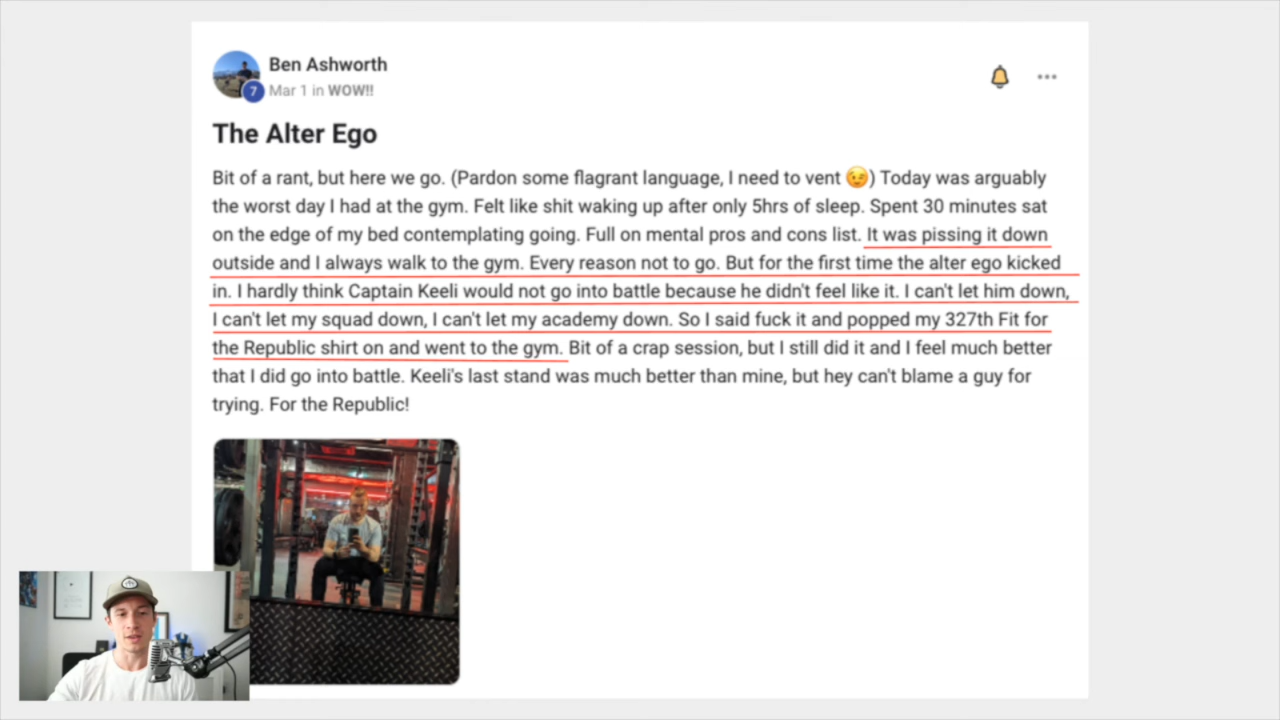 Ben Ashworth
7
Mar 1 in WOW!!
The Alter Ego
Bit of a rant, but here we go. (Pardon some flagrant language, I need to vent 😉) Today was arguably
the worst day I had at the gym. Felt like shit waking up after only 5hrs of sleep. Spent 30 minutes sat
on the edge of my bed contemplating going. Full on mental pros and cons list. It was pissing it down
outside and I always walk to the gym. Every reason not to go. But for the first time the alter ego kicked
in. I hardly think Captain Keeli would not go into battle because he didn't feel like it. I can't let him down,
I can't let my squad down, I can't let my academy down. So I said fuck it and popped my 327th Fit for
the Republic shirt on and went to the gym. Bit of a crap session, but I still did it and I feel much better
that I did go into battle. Keeli's last stand was much better than mine, but hey can't blame a guy for
trying. For the Republic!